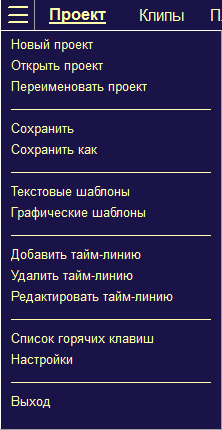 Проект Клипы
Новый проект
Открыть проект
Переименовать проект
Сохранить
Сохранить как
Текстовые шаблоны
Графические шаблоны
Добавить тайм-линию
Удалить тайм-линию
Редактировать тайм-линию
Список горячих клавиш
Настройки
Выход